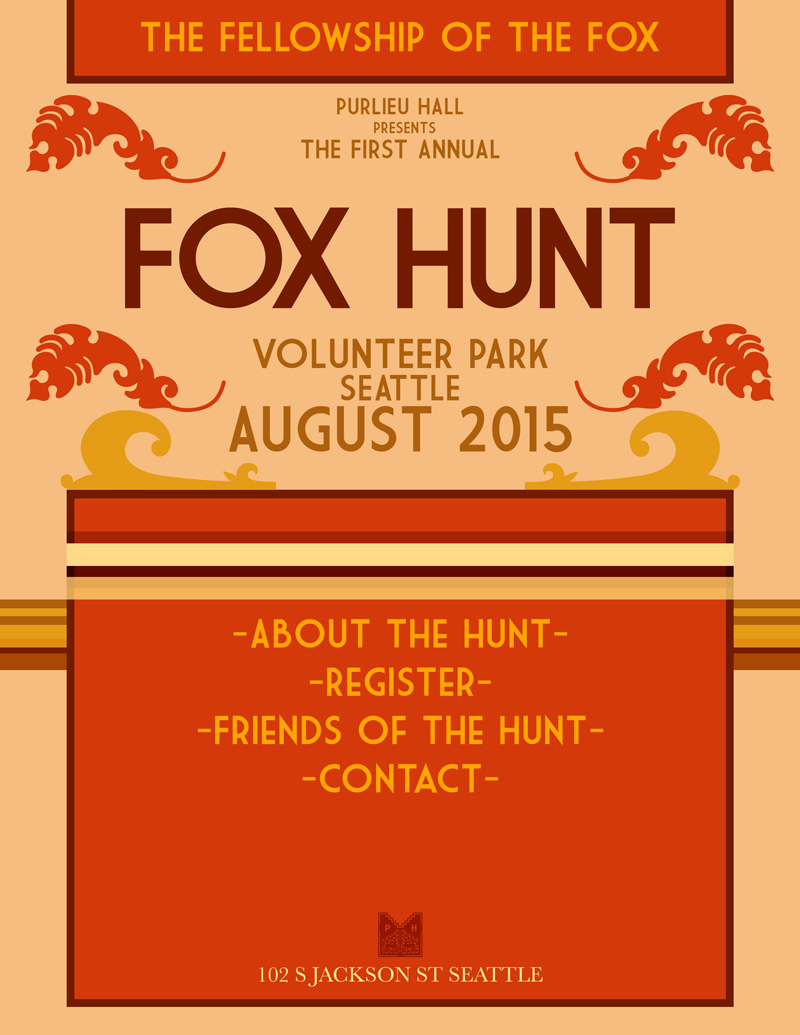 THE FELLOWSHIP OF THE FOX
PURLIEU HALL
PRESENTS
THE FIRST ANNUAL
FOX HUNT
VOLUNTEER PARK
SEATTLE
AUGUST 2015
-ABOUT THE HUNT-
-REGISTER-
-FRIENDS OF THE HUNT-
-CONTACT-
P H
102 S JACKSON ST SEATTLE